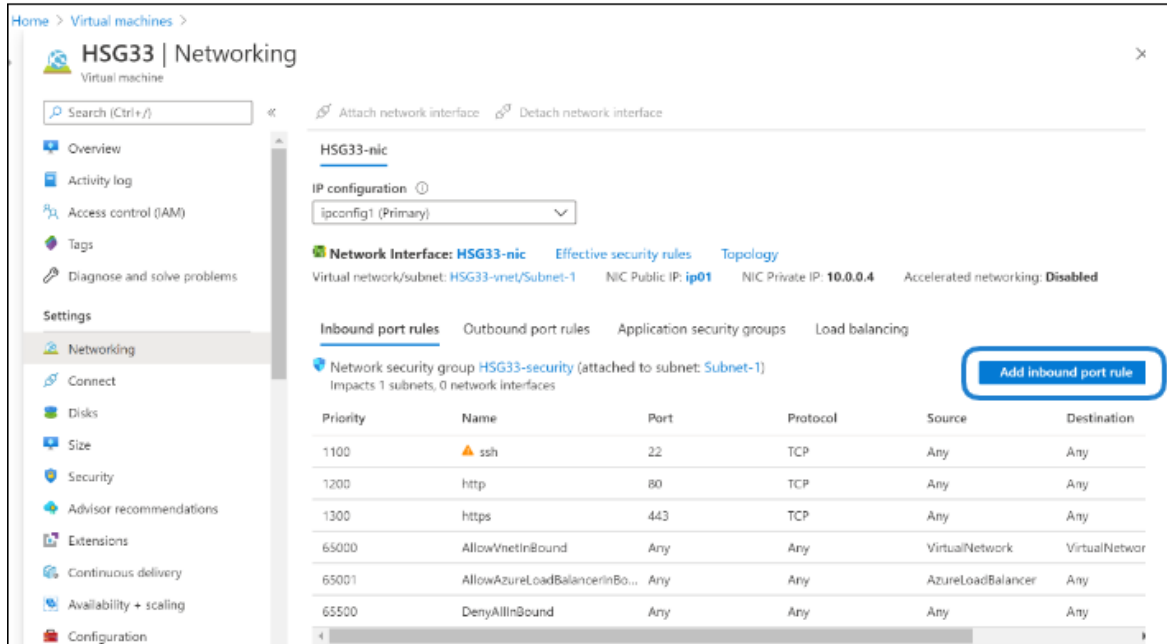 Home > Virtual machines >
HSG33 | Networking
Virtual machine
Search (Ctrl+/)
«
Attach network interface Detach network interface
Overview
Activity log
Access control (IAM)
Tags
Diagnose and solve problems
Settings
Networking
Connect
Disks
Size
Security
Advisor recommendations
Extensions
Continuous delivery
Availability + scaling
Configuration
HSG33-nic
IP configuration
ipconfig1 (Primary)
Network Interface: HSG33-nic Effective security rules Topology
Virtual network/subnet: HSG33-vnet/Subnet-1 NIC Public IP: ip01 NIC Private IP: 10.0.0.4 Accelerated networking: Disabled
Inbound port rules Outbound port rules Application security groups Load balancing
Network security group HSG33-security (attached to subnet: Subnet-1)
Impacts 1 subnets, 0 network interfaces
Add inbound port rule
Priority Name Port Protocol Source Destination
1100 ssh 22 TCP Any Any
1200 http 80 TCP Any Any
1300 https 443 TCP Any Any
65000 AllowVnetInBound Any Any VirtualNetwork VirtualNetwor
65001 AllowAzureLoadBalancerInBo... Any Any AzureLoadBalancer Any
65500 DenyAllInBound Any Any Any Any